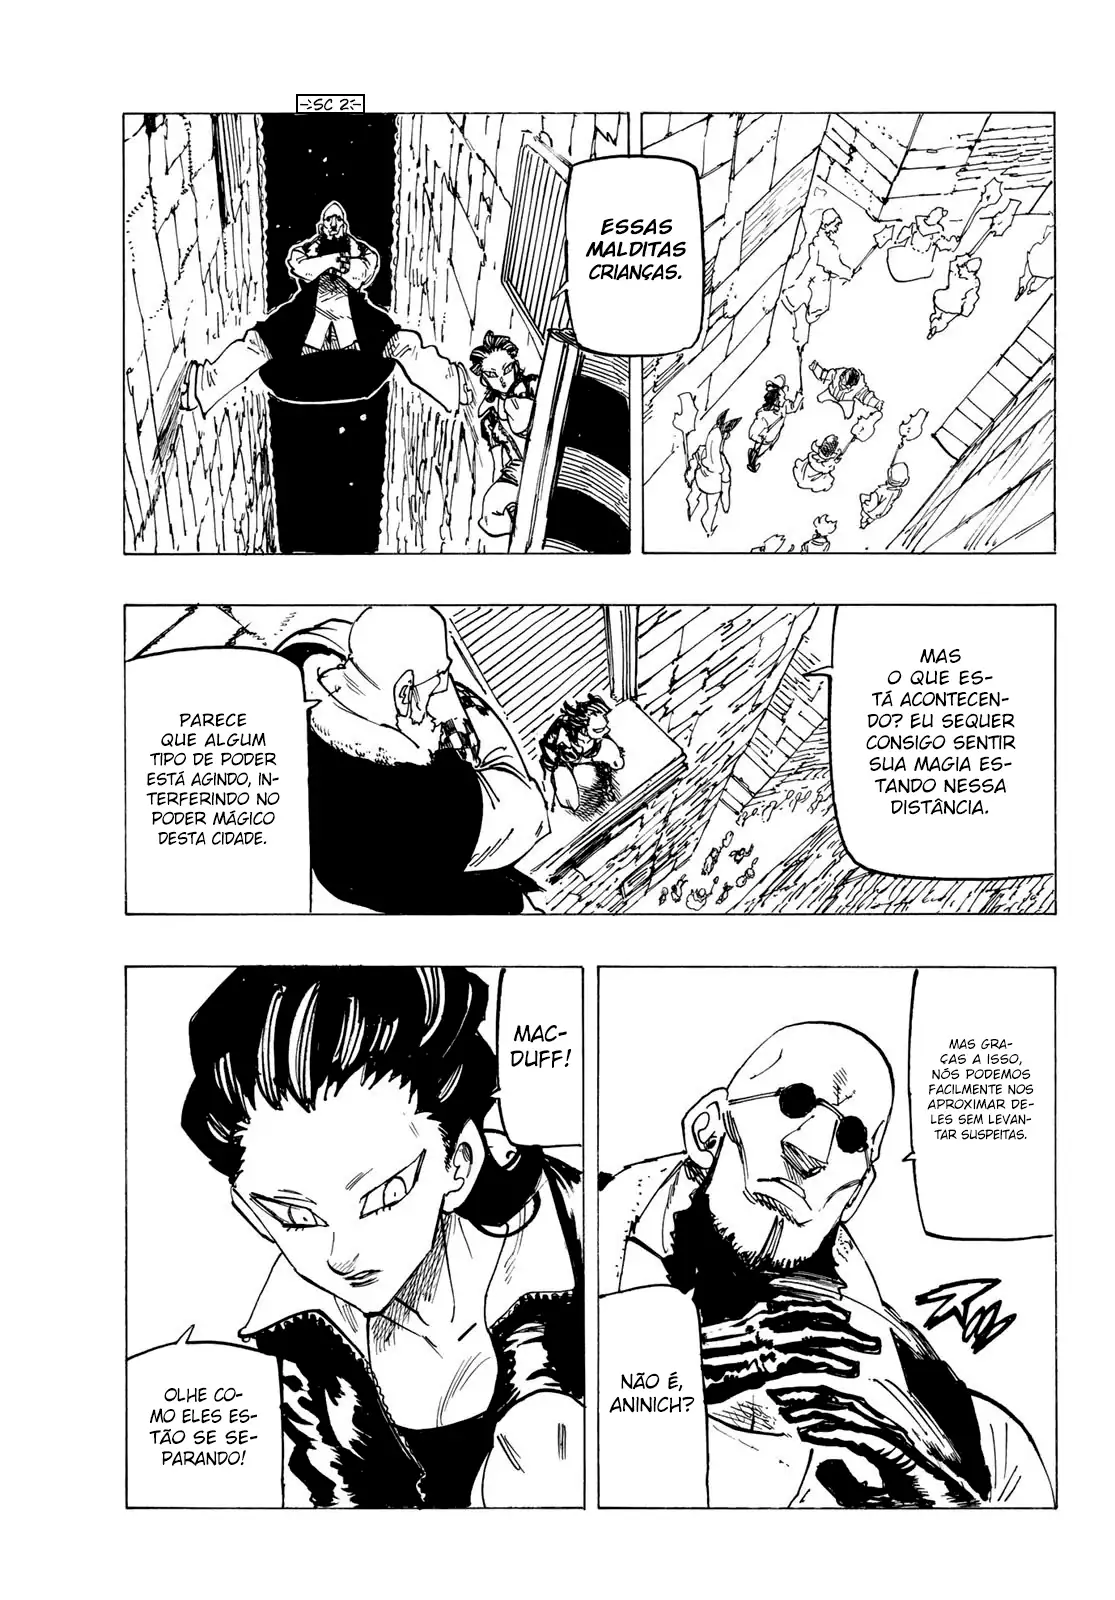 SC 2
ESSAS
MALDITAS
CRIANÇAS.
MAS
O QUE ES-
TÁ ACONTECEN-
DO? EU SEQUER
CONSIGO SENTIR
SUA MAGIA ES-
TANDO NESSA
DISTÂNCIA.
PARECE
QUE ALGUM
TIPO DE PODER
ESTÁ AGINDO, IN-
TERFERINDO NO
PODER MÁGICO
DESTA CIDADE.
MAS GRA-
ÇAS A ISSO,
NÓS PODEMOS
FACILMENTE NOS
APROXIMAR DE-
LES SEM LEVAN-
TAR SUSPEITAS.
NÃO É,
ANINICH?
MAC-
DUFF!
OLHE CO-
MO ELES ES-
TÃO SE SE-
PARANDO!